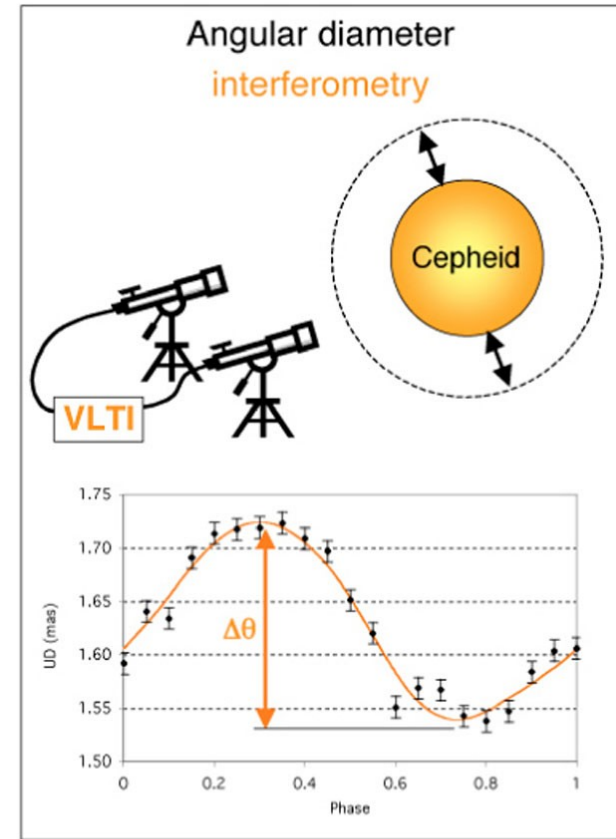 Angular diameter
interferometry
Cepheid
VLTI
1.75
1.70
1.65
1.60
1.55
1.50
UD (mas)
Δθ
0
0.2
0.4
0.6
0.8
1
Phase